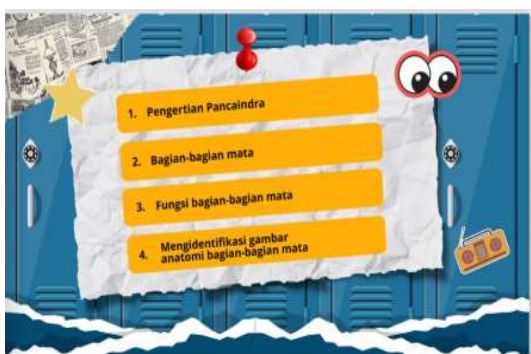 1. Pengertian Pancaindra
2. Bagian-bagian mata
3. Fungsi bagian-bagian mata
4. Mengidentifikasi gambar
anatomi bagian-bagian mata